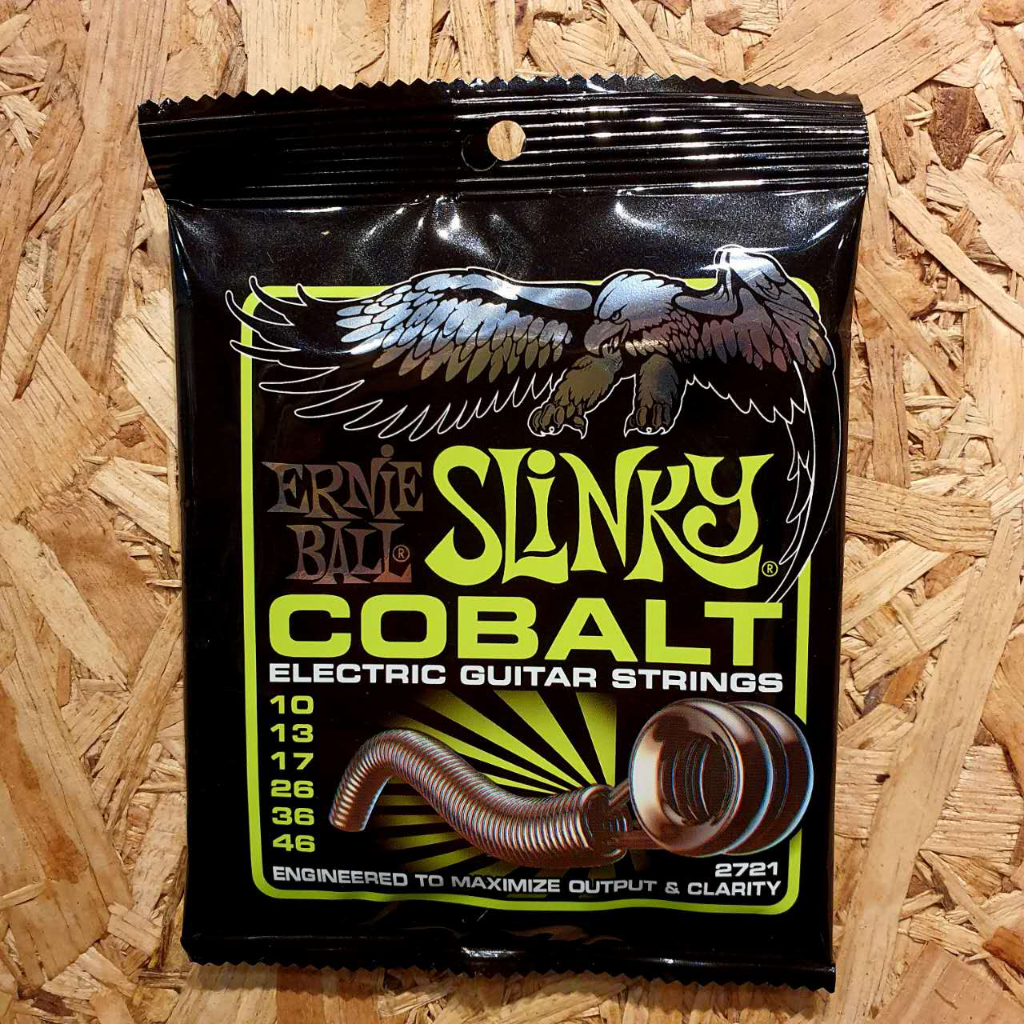 ERNIE BALL® SLINKY®
COBALT
ELECTRIC GUITAR STRINGS
10
13
17
26
36
46
2721
ENGINEERED TO MAXIMIZE OUTPUT & CLARITY